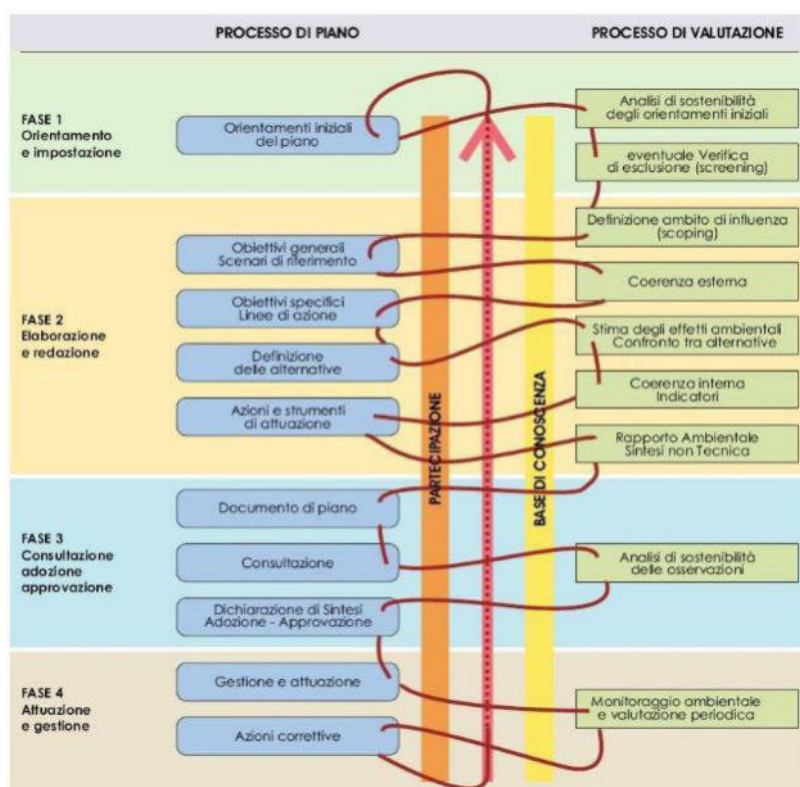 PROCESSO DI PIANO
PROCESSO DI VALUTAZIONE
FASE 1
Orientamento
e impostazione
Orientamenti iniziali
del piano
Analisi di sostenibilità
degli orientamenti iniziali
eventuale Verifica
di esclusione (screening)
FASE 2
Elaborazione
e redazione
Obiettivi generali
Scenari di riferimento
Obiettivi specifici
Linee di azione
Definizione
delle alternative
Azioni e strumenti
di attuazione
Definizione ambito di influenza
(scoping)
Coerenza esterna
Stima degli effetti ambientali
Confronto tra alternative
Coerenza interna
Indicatori
Rapporto Ambientale
Sintesi non Tecnica
PARTECIPAZIONE
BASE DI CONOSCENZA
FASE 3
Consultazione
adozione
approvazione
Documento di piano
Consultazione
Dichiarazione di Sintesi
Adozione - Approvazione
Analisi di sostenibilità
delle osservazioni
FASE 4
Attuazione
e gestione
Gestione e attuazione
Azioni correttive
Monitoraggio ambientale
e valutazione periodica